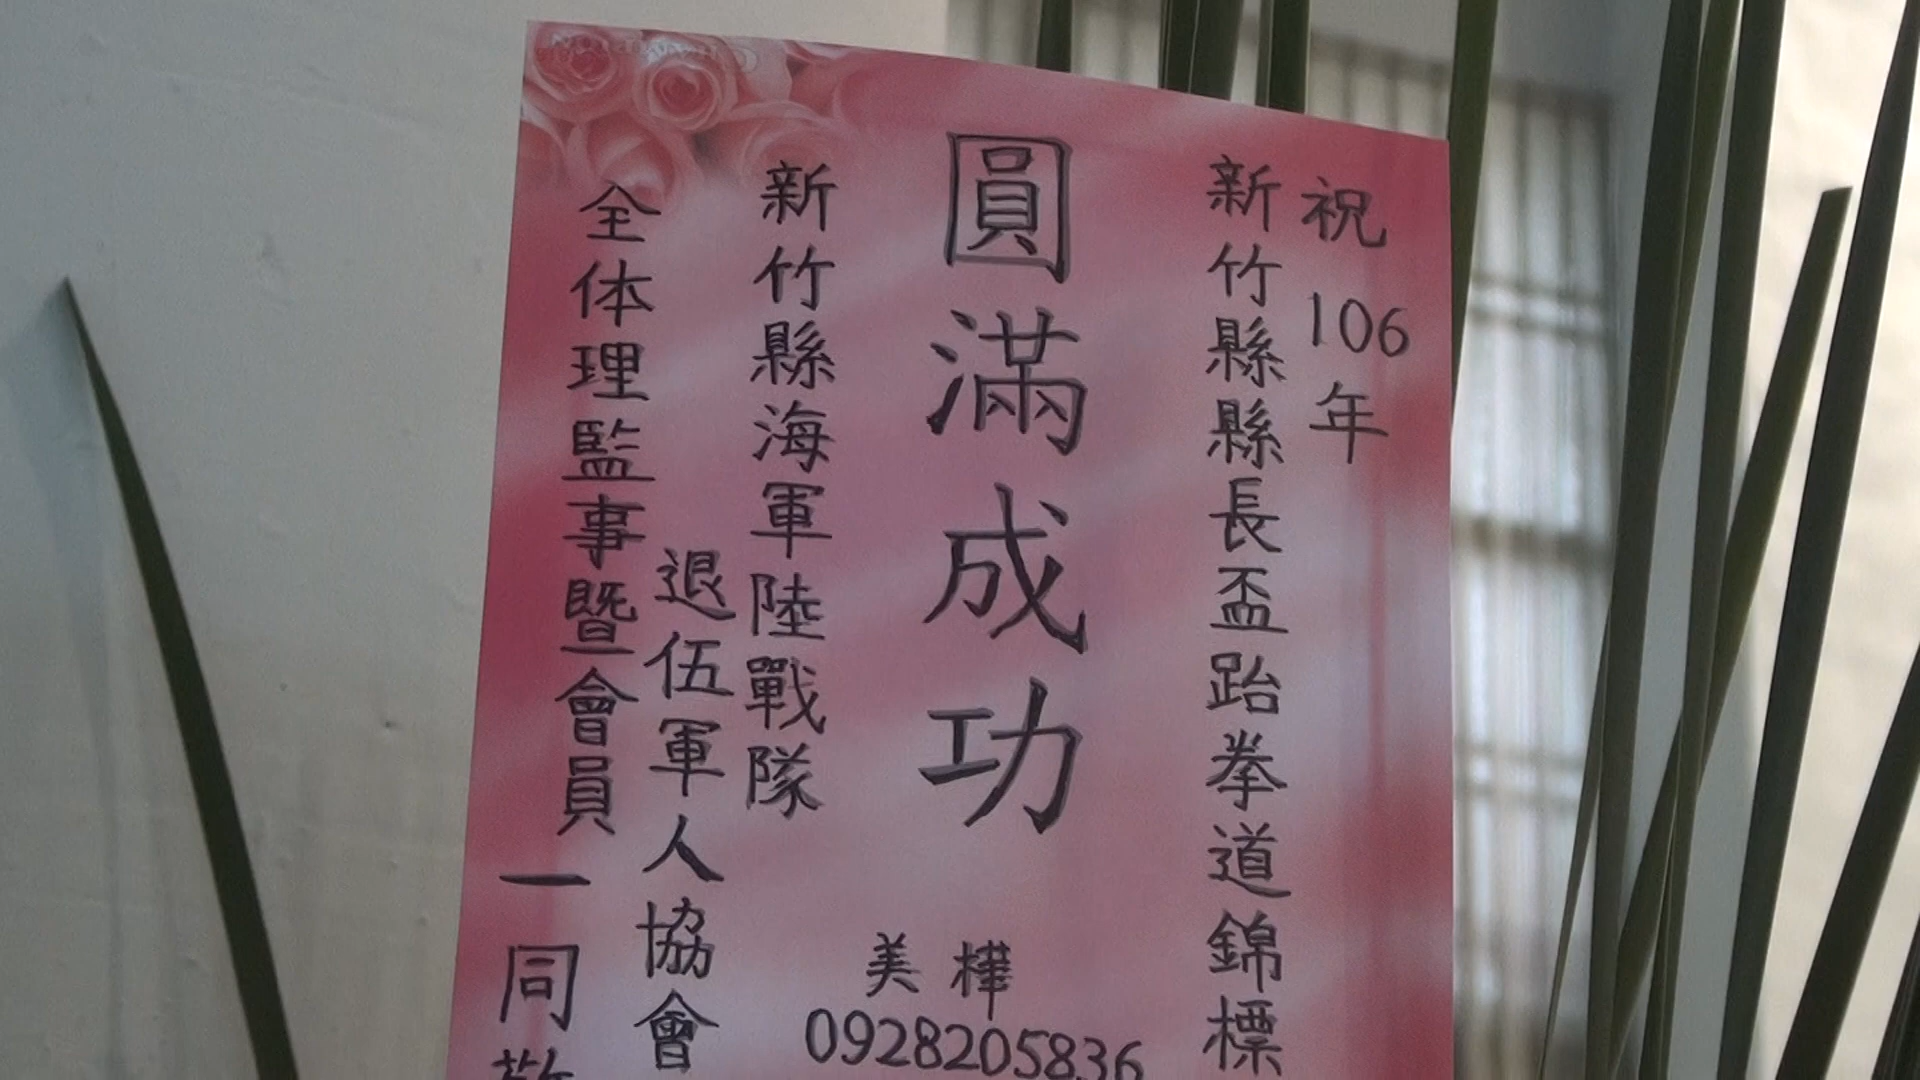 祝106年
新竹縣縣長盃跆拳道錦標
圓滿成功
美樺
0928205836
新竹縣海軍陸戰隊
退伍軍人協會
全体理監事暨會員
一同敬